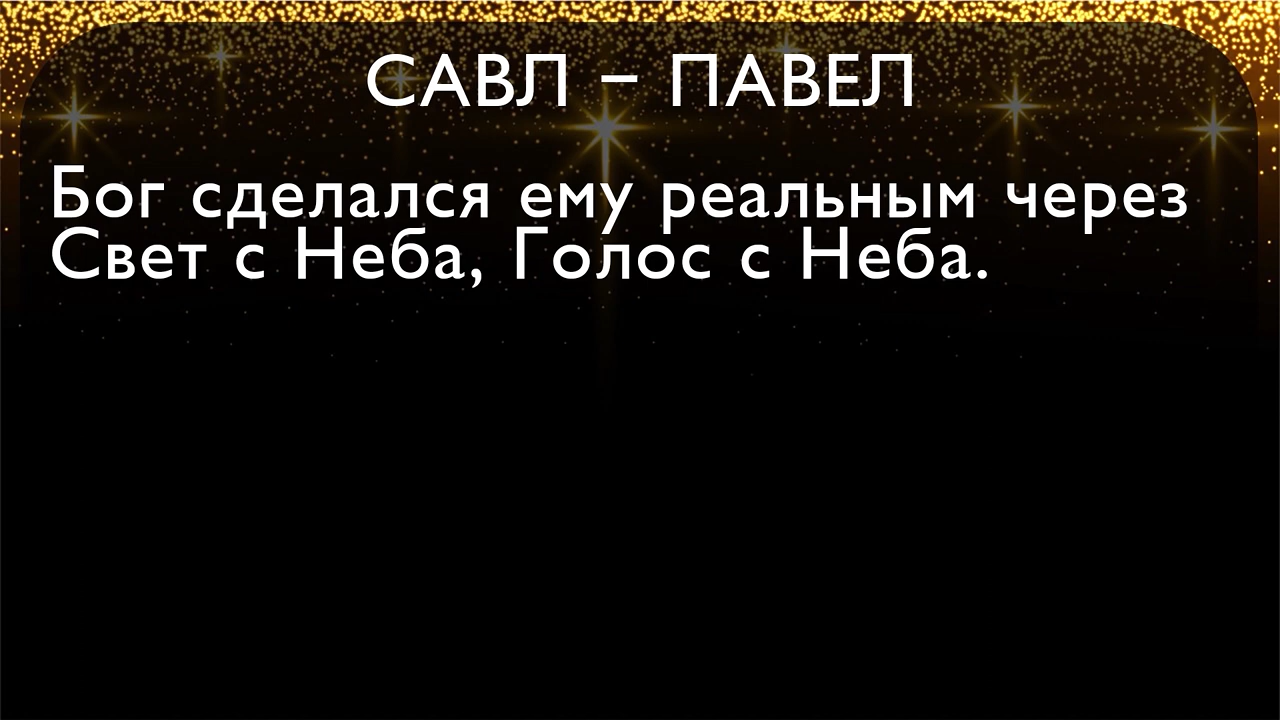 САВЛ – ПАВЕЛ
Бог сделался ему реальным через
Свет с Неба, Голос с Неба.